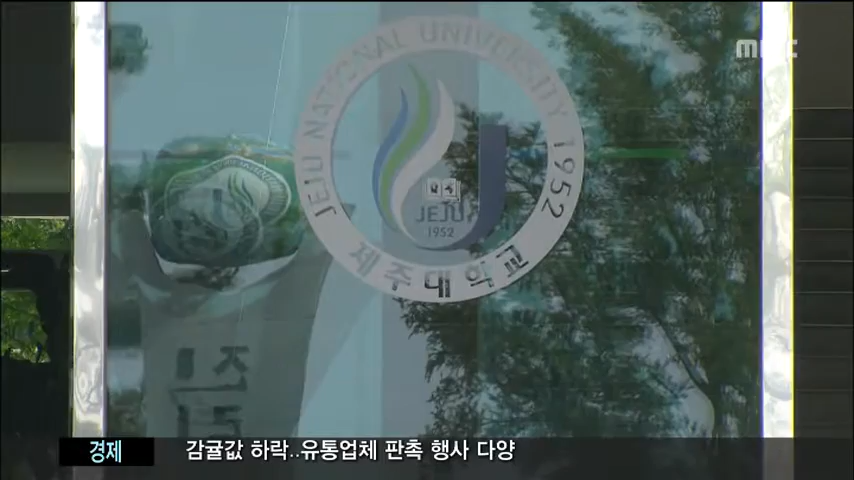 MBC
JEJU NATIONAL UNIVERSITY 1952
JEJU
1952
제주대학교
경제
감귤값 하락..유통업체 판촉 행사 다양